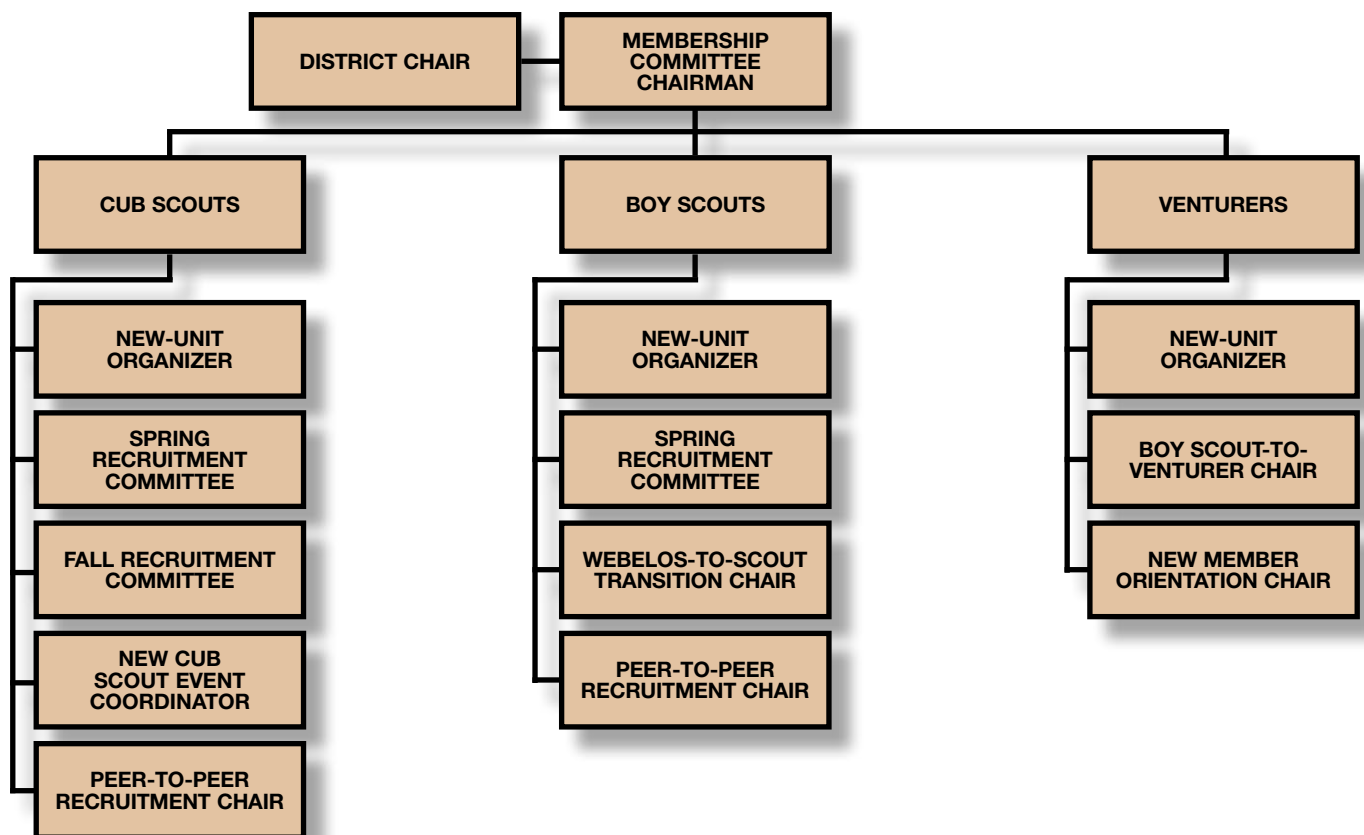 DISTRICT CHAIR
MEMBERSHIP
COMMITTEE
CHAIRMAN
CUB SCOUTS
BOY SCOUTS
VENTURERS
NEW-UNIT
ORGANIZER
SPRING
RECRUITMENT
COMMITTEE
FALL RECRUITMENT
COMMITTEE
NEW CUB
SCOUT EVENT
COORDINATOR
PEER-TO-PEER
RECRUITMENT CHAIR
NEW-UNIT
ORGANIZER
SPRING
RECRUITMENT
COMMITTEE
WEBELOS-TO-SCOUT
TRANSITION CHAIR
PEER-TO-PEER
RECRUITMENT CHAIR
NEW-UNIT
ORGANIZER
BOY SCOUT-TO-
VENTURER CHAIR
NEW MEMBER
ORIENTATION CHAIR